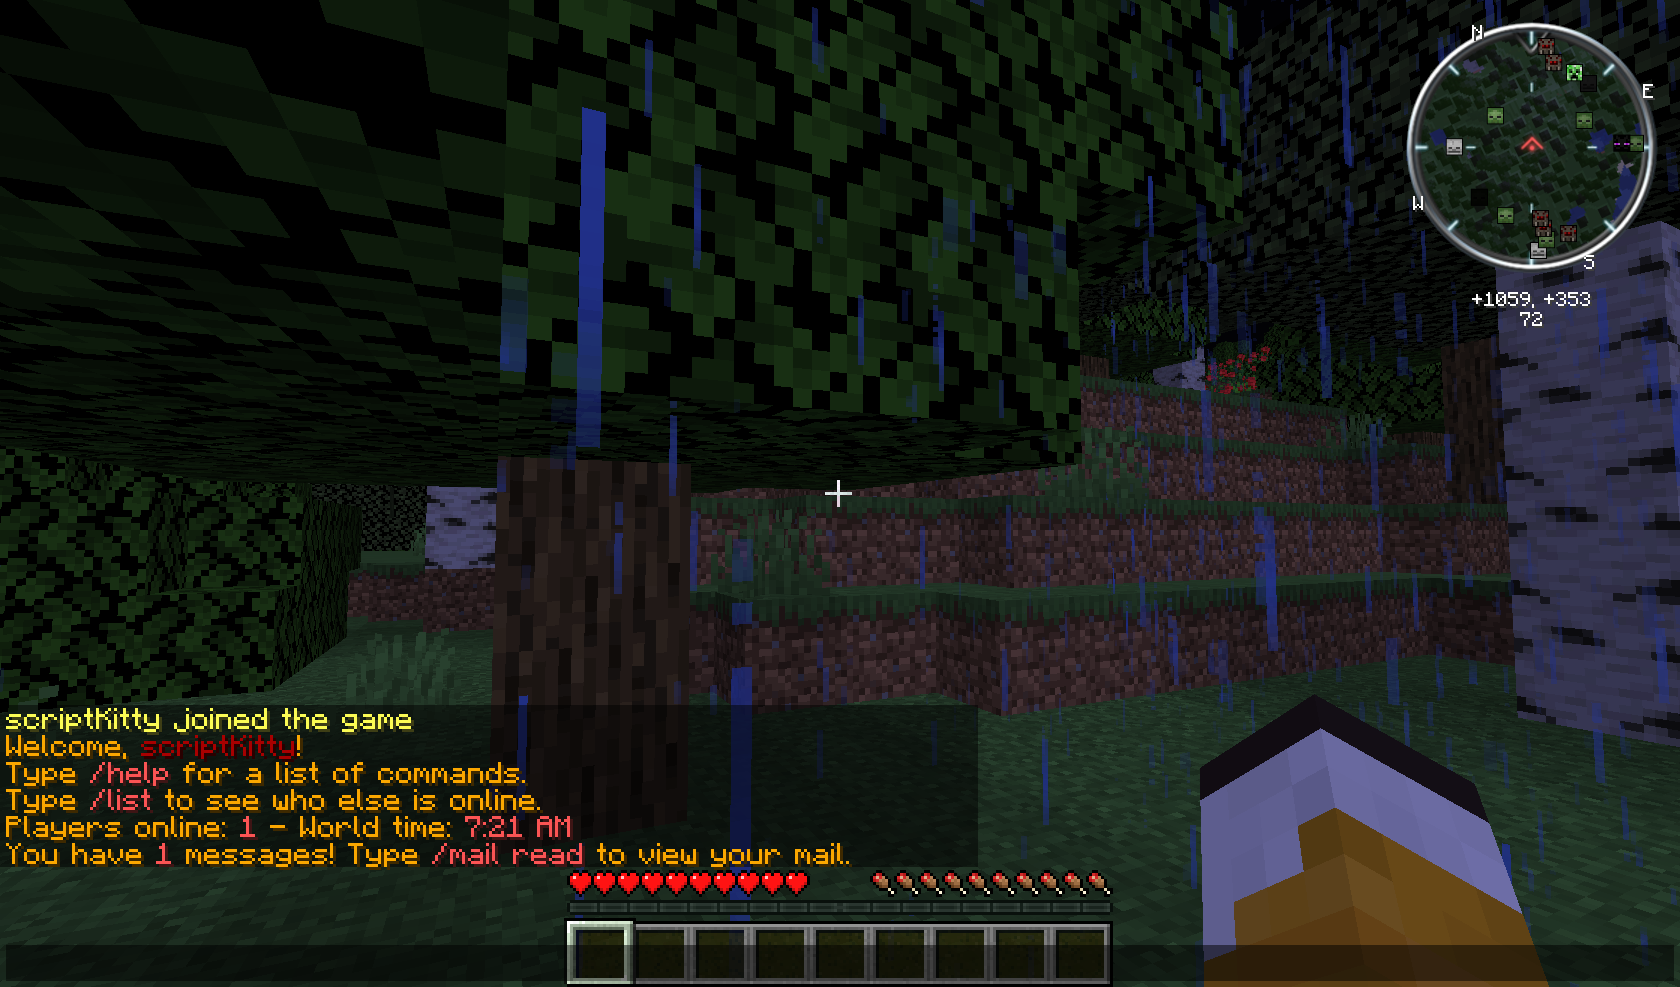 N
E
W
S
+1059, +353
72
scriptKitty joined the game
Welcome, scriptKitty!
Type /help for a list of commands.
Type /list to see who else is online.
Players online: 1 - World time: 7:21 AM
You have 1 messages! Type /mail read to view your mail.